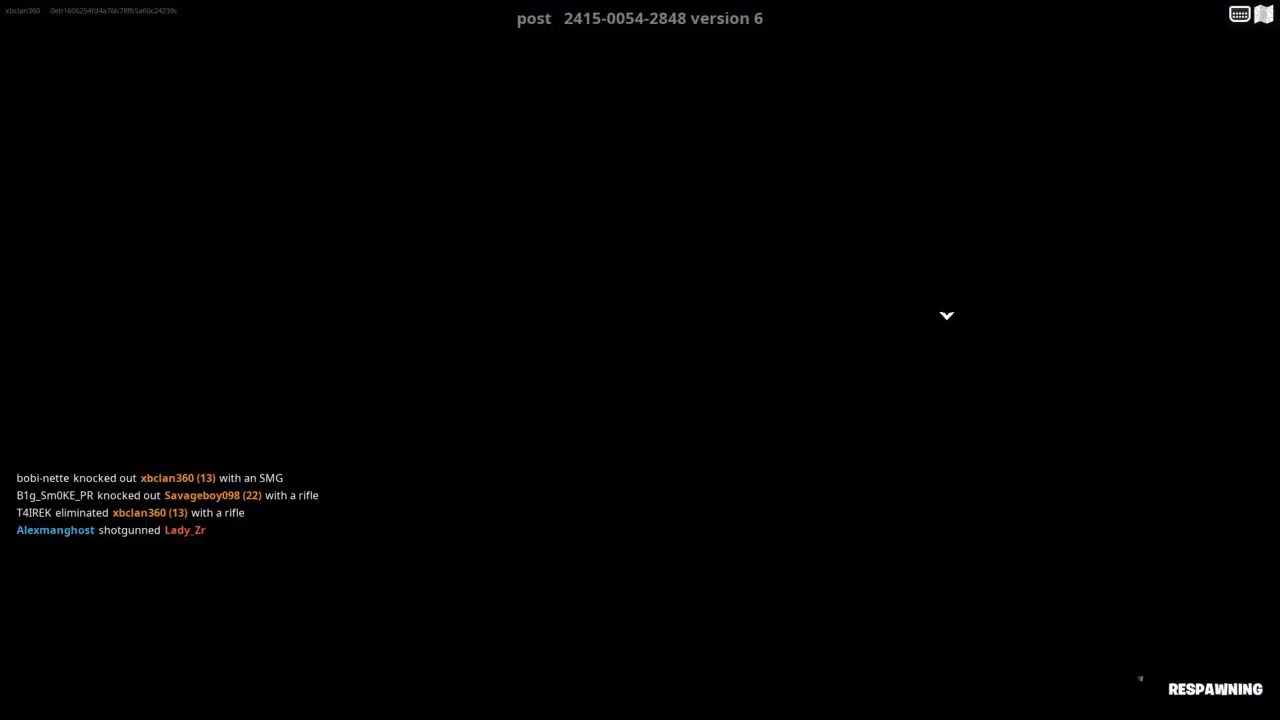 xbclan360
post 2415-0054-2848 version 6
bobi-nette knocked out xbclan360 (13) with an SMG
B1g_Sm0KE_PR knocked out Savageboy098 (22) with a rifle
T4IREK eliminated xbclan360 (13) with a rifle
Alexmanghost shotgunned Lady_Zr
RESPAWNING